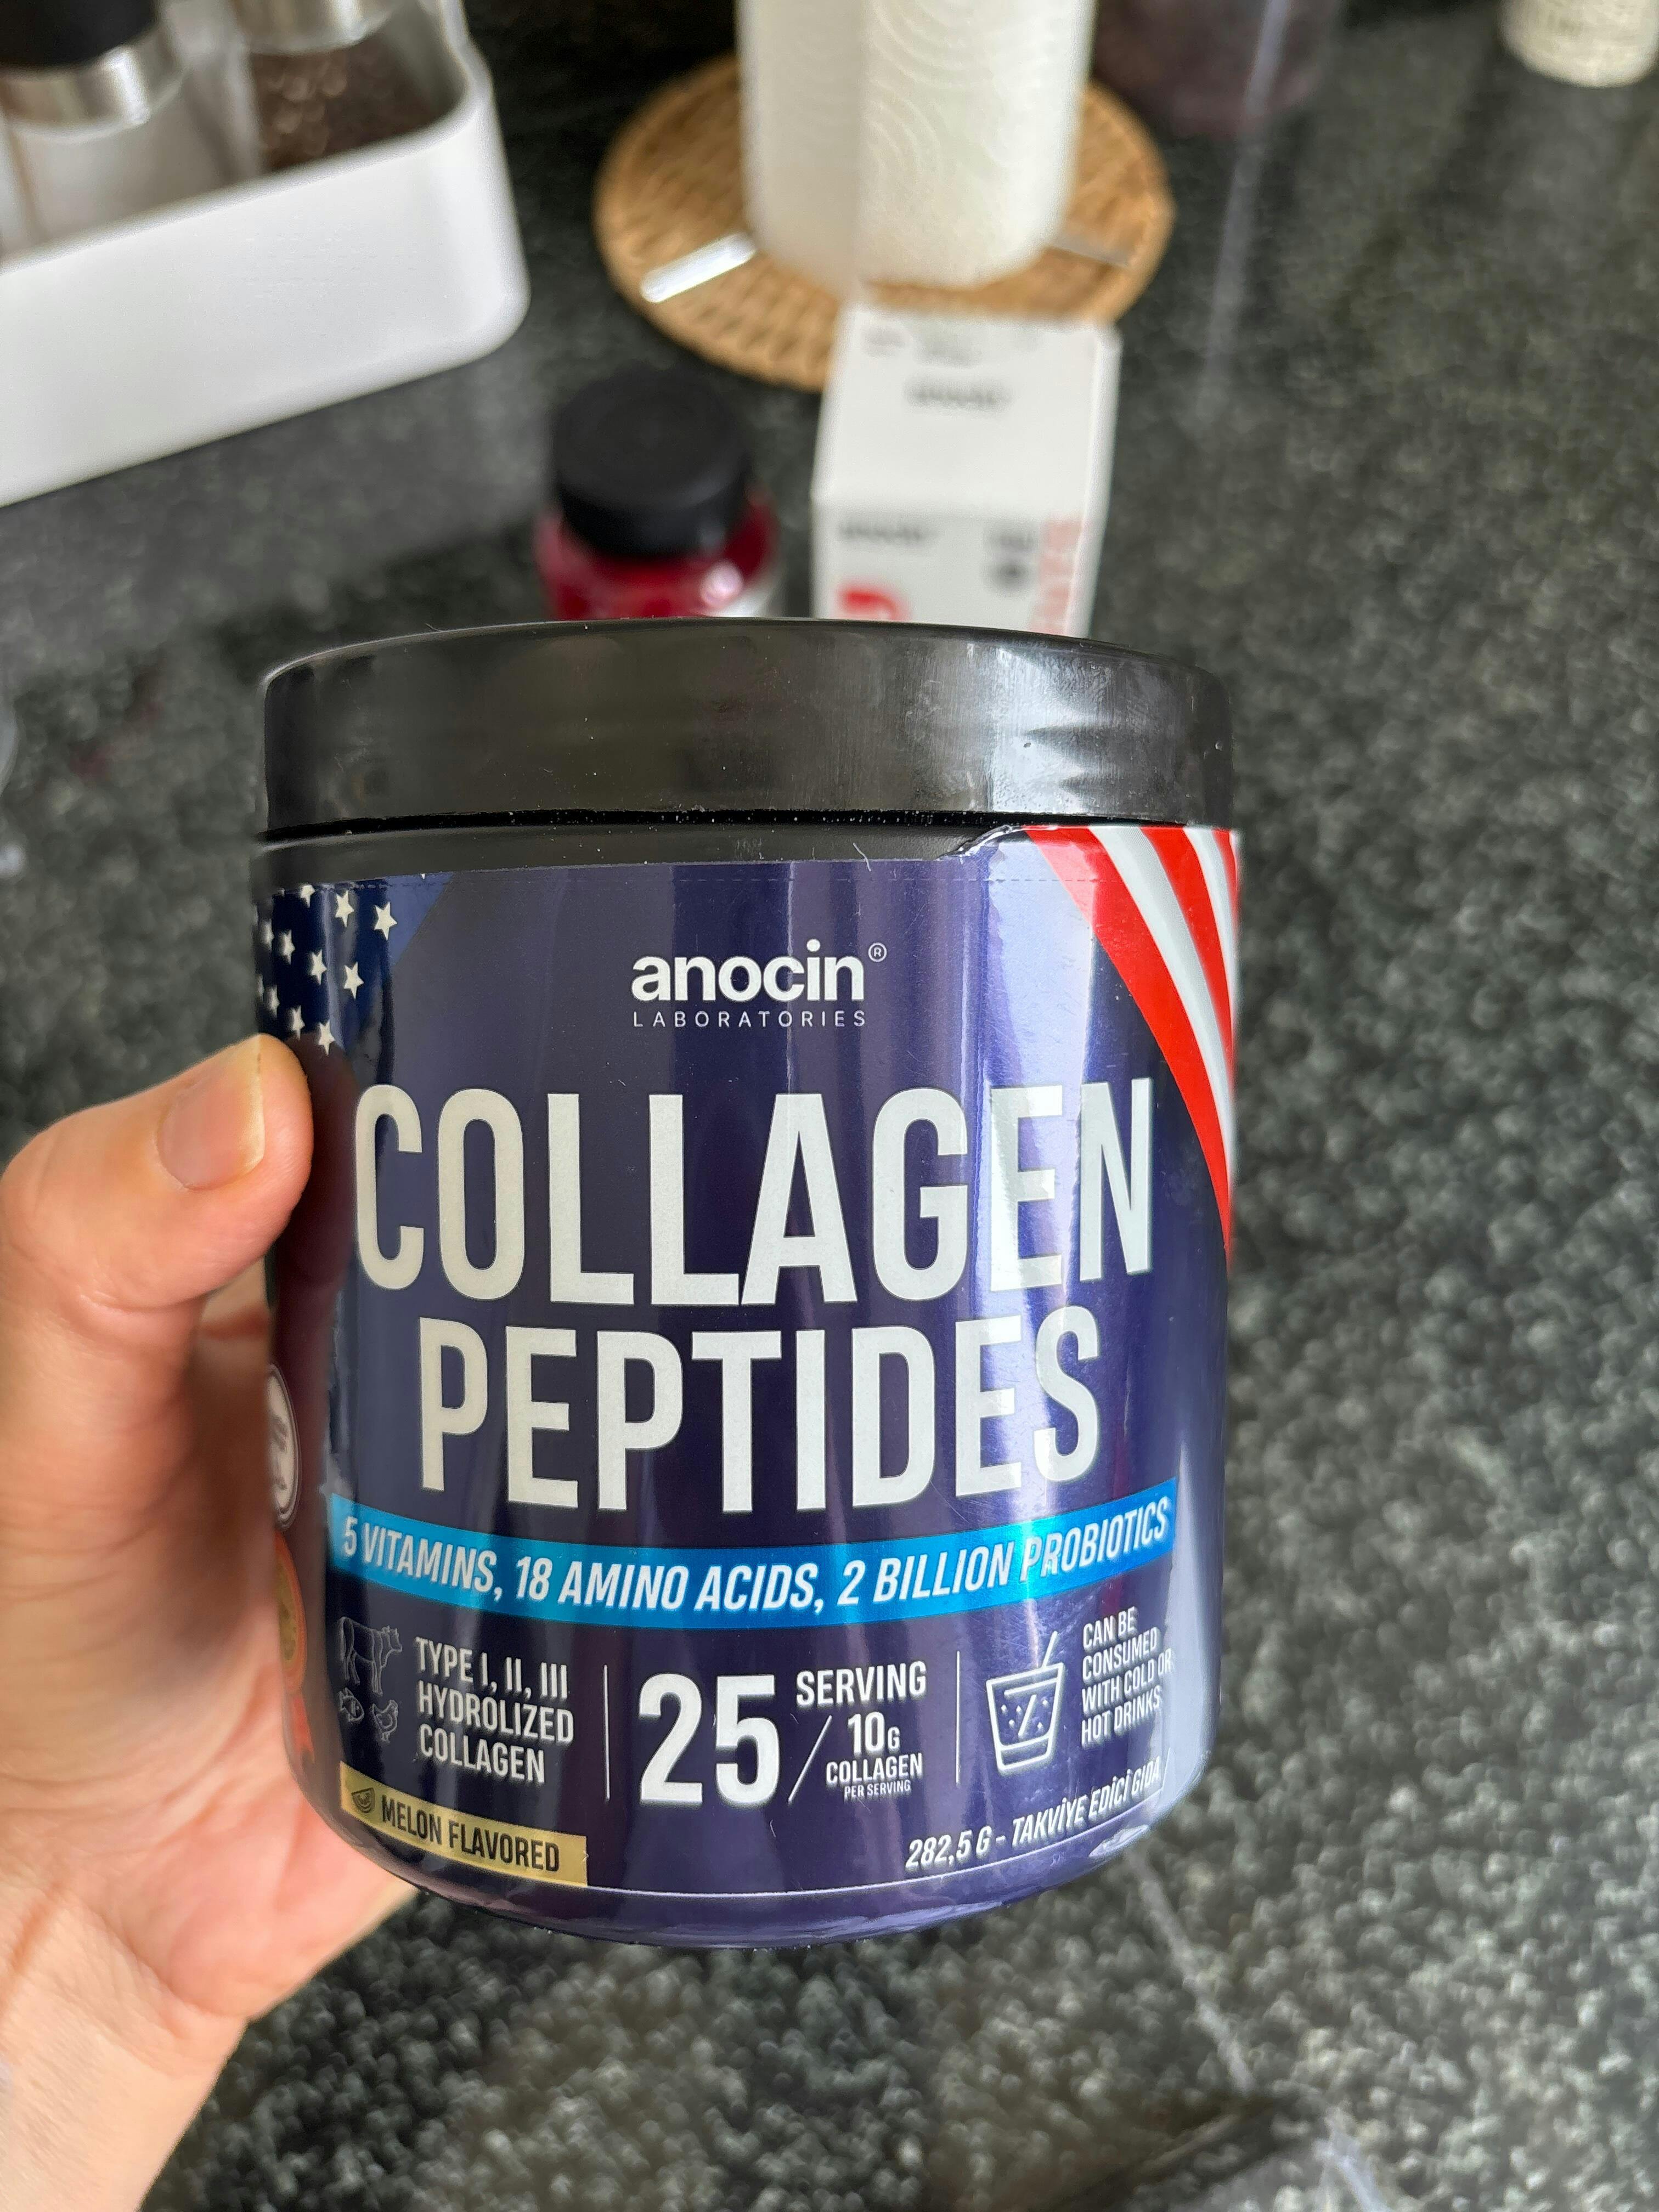 anocin®
LABORATORIES
COLLAGEN
PEPTIDES
5 VITAMINS, 18 AMINO ACIDS, 2 BILLION PROBIOTICS
TYPE I, II, III
HYDROLIZED
COLLAGEN
25
SERVING
10G
COLLAGEN
PER SERVING
CAN BE
CONSUMED
WITH COLD OR
HOT DRINKS
MELON FLAVORED
282,5 G - TAKVİYE EDİCİ GIDA